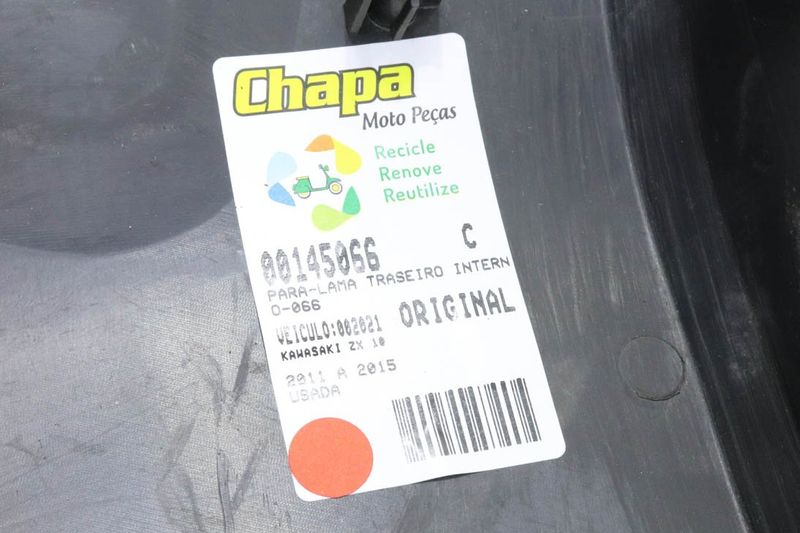 Chapa
Moto Peças
Recicle
Renove
Reutilize
00145066 C
PARA-LAMA TRASEIRO INTERN
O-066
VEICULO:002021 ORIGINAL
KAWASAKI ZX 10
2011 A 2015
USADA